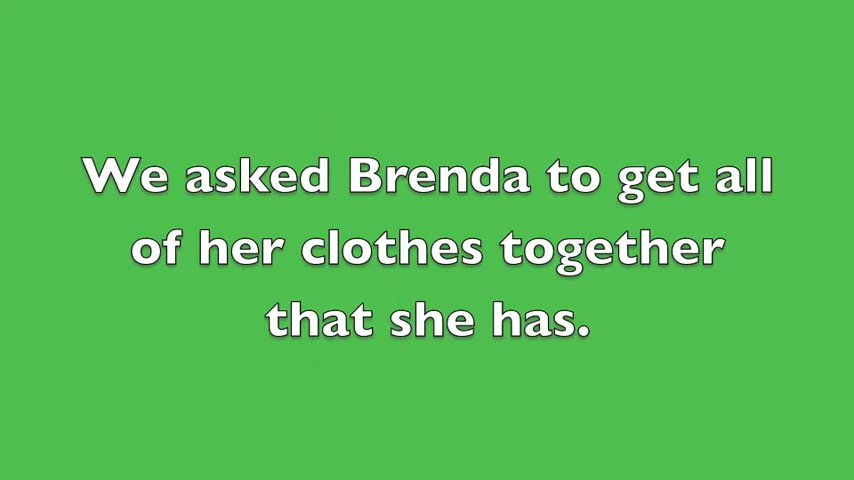 We asked Brenda to get all
of her clothes together
that she has.